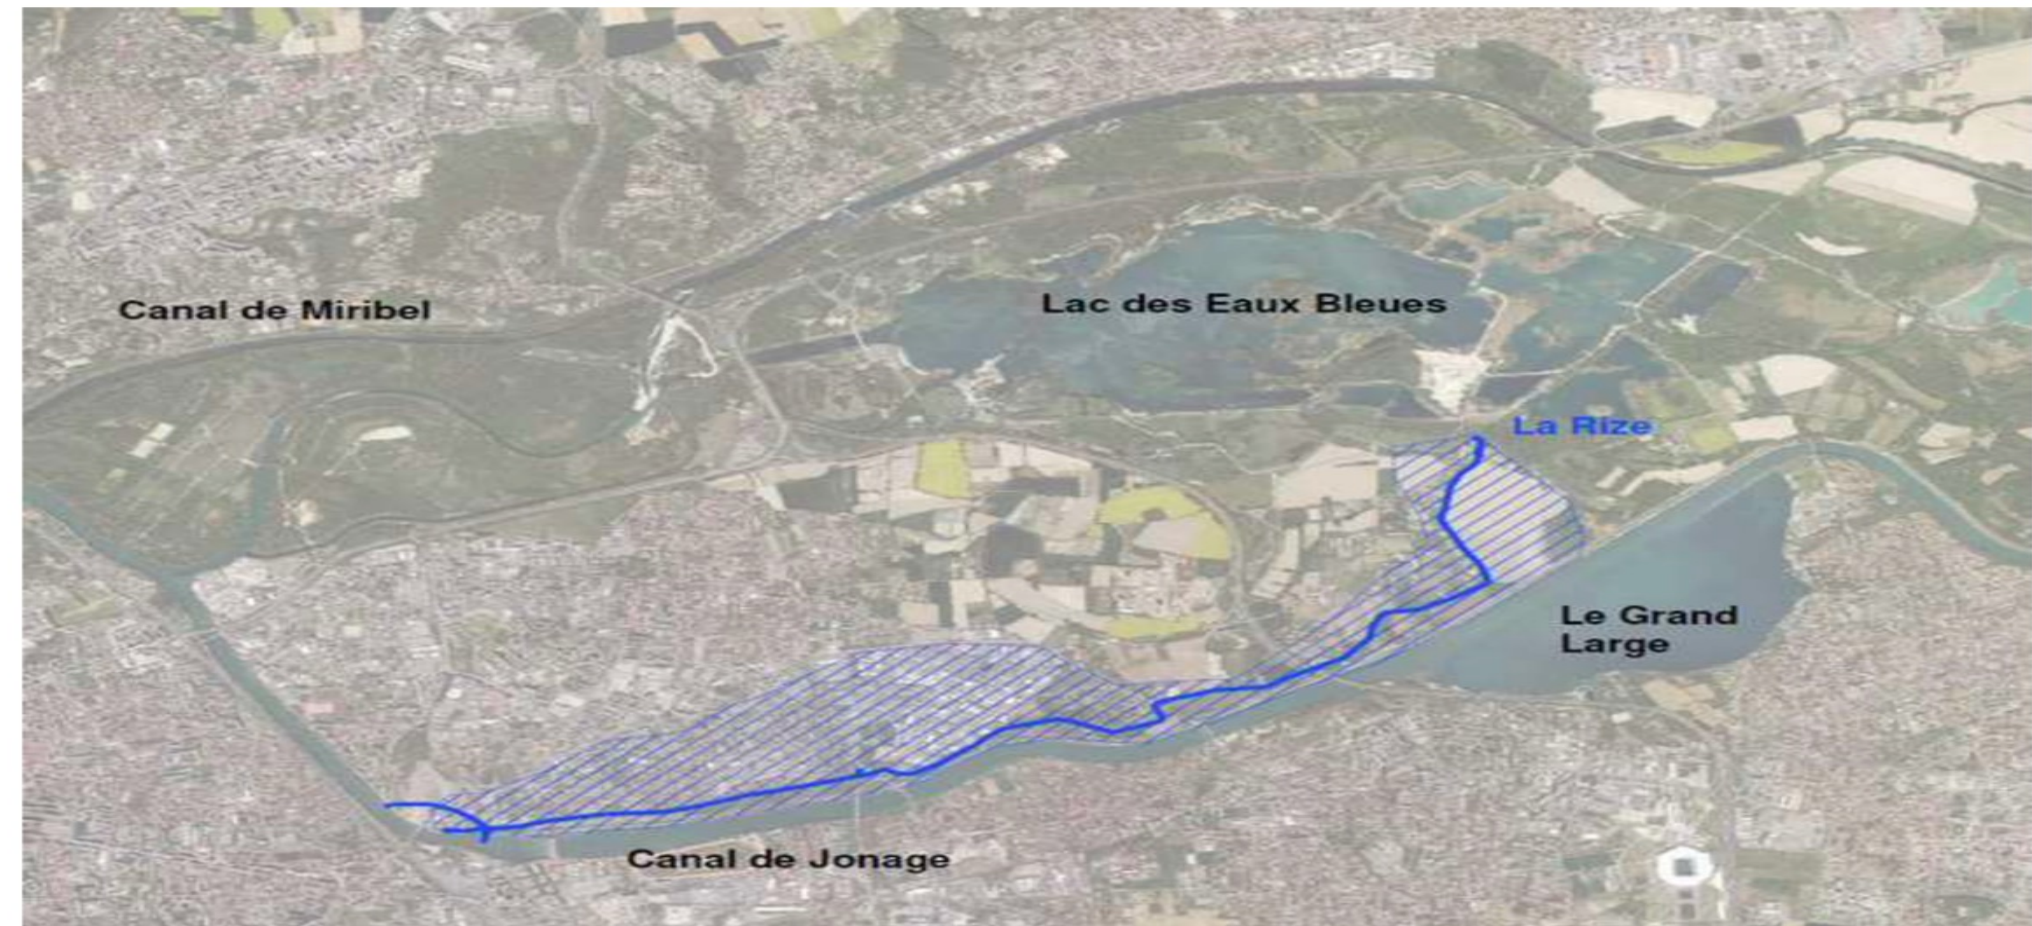 Canal de Miribel
Lac des Eaux Bleues
La Rize
Le Grand
Large
Canal de Jonage